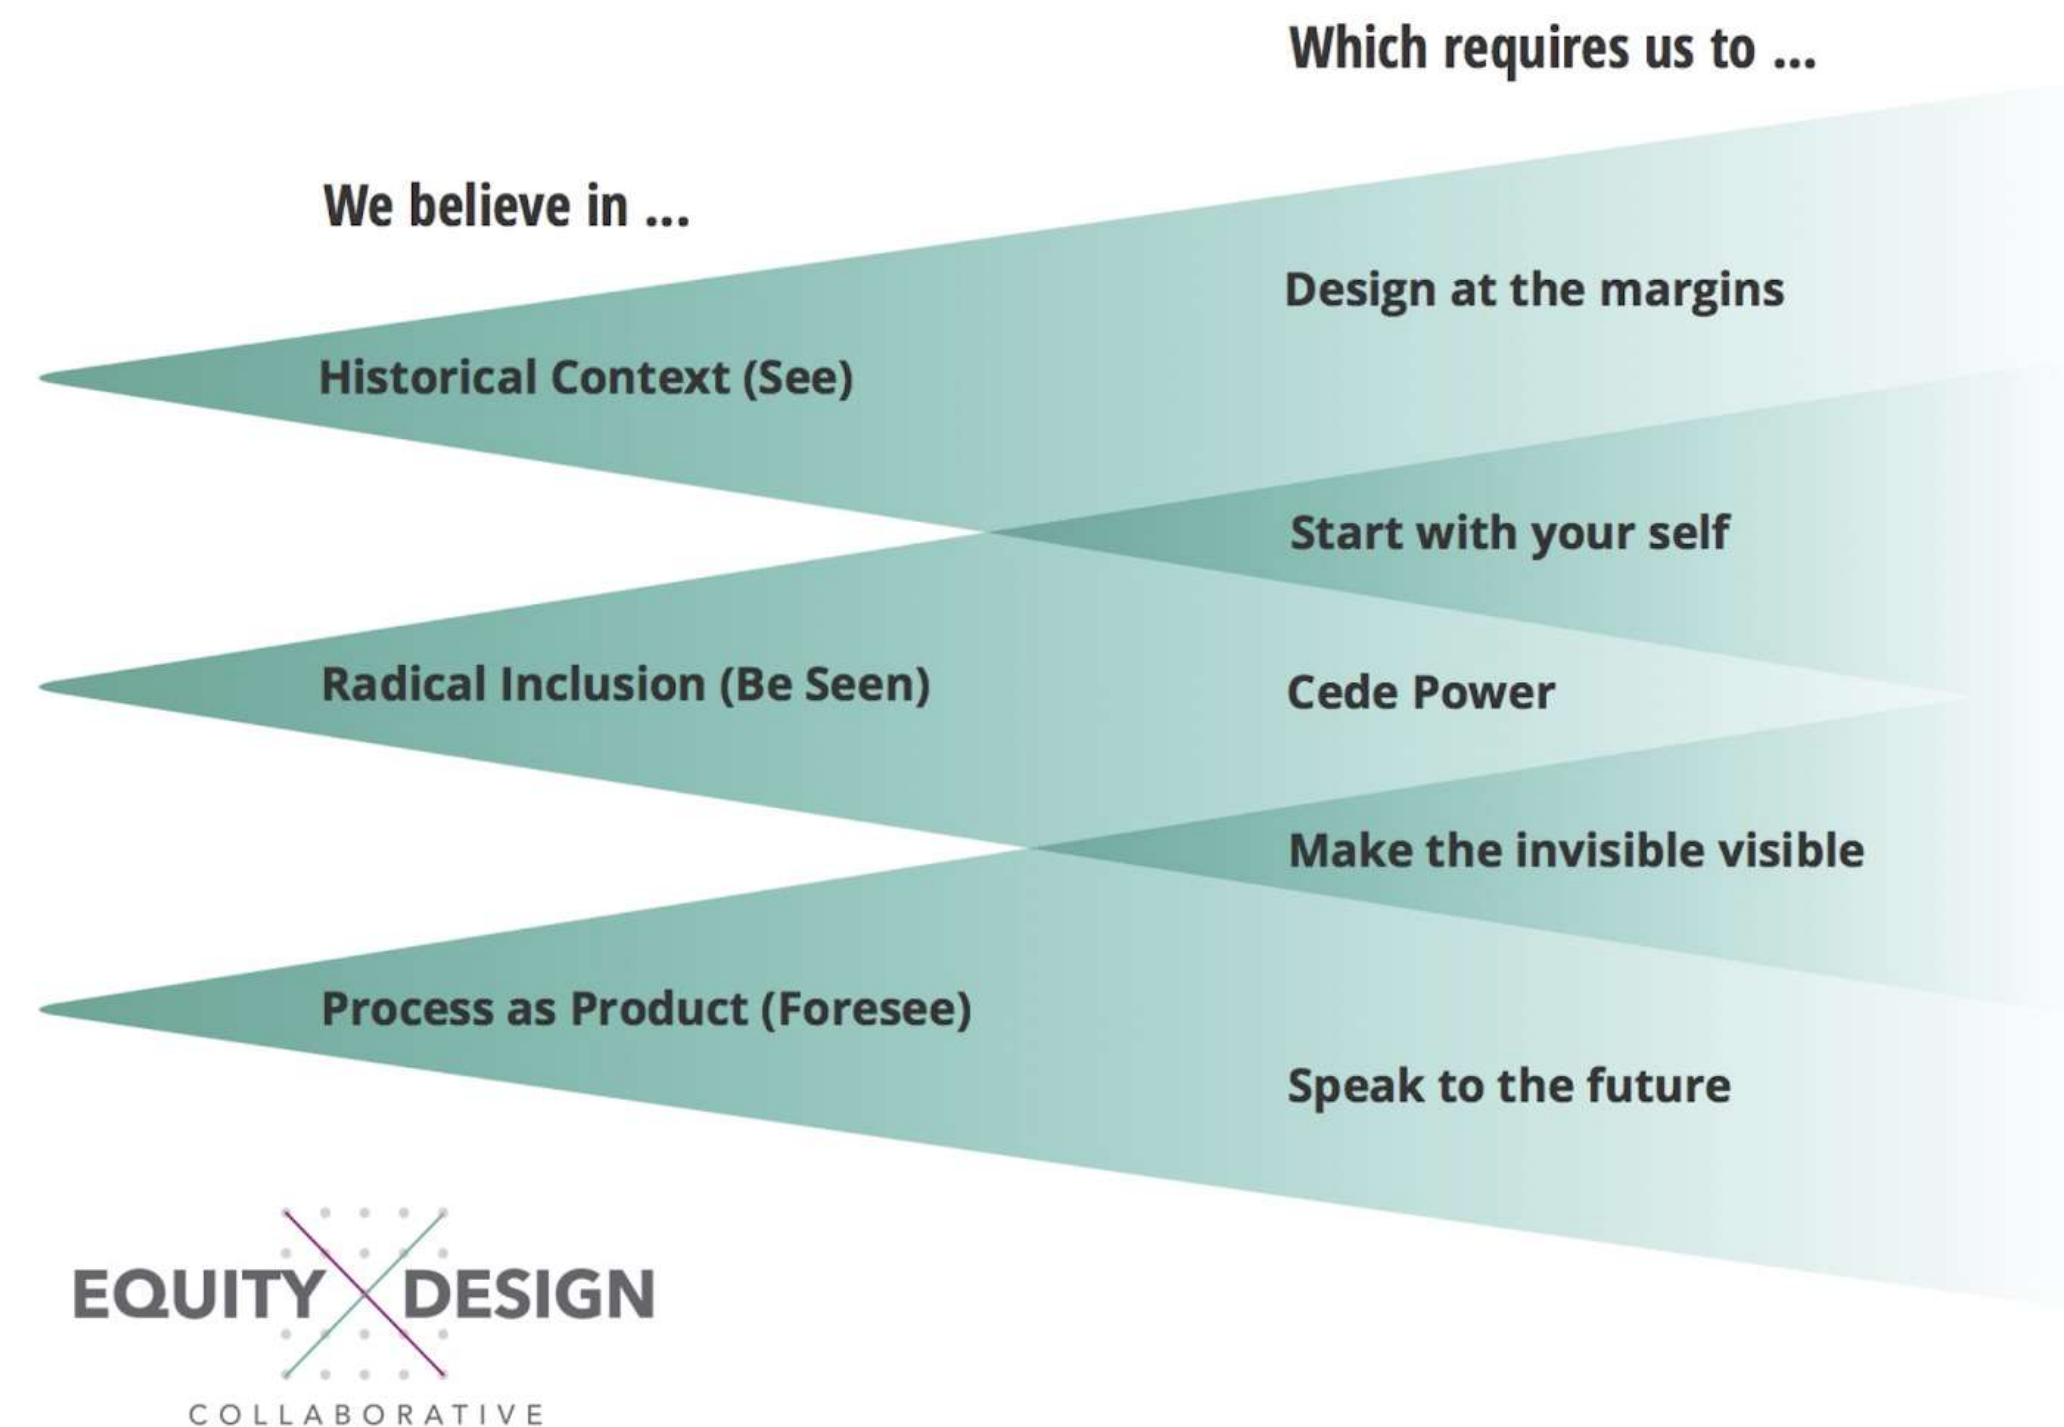 Which requires us to ...
We believe in ...
Design at the margins
Historical Context (See)
Start with your self
Radical Inclusion (Be Seen)
Cede Power
Make the invisible visible
Process as Product (Foresee)
Speak to the future
EQUITY X DESIGN
COLLABORATIVE